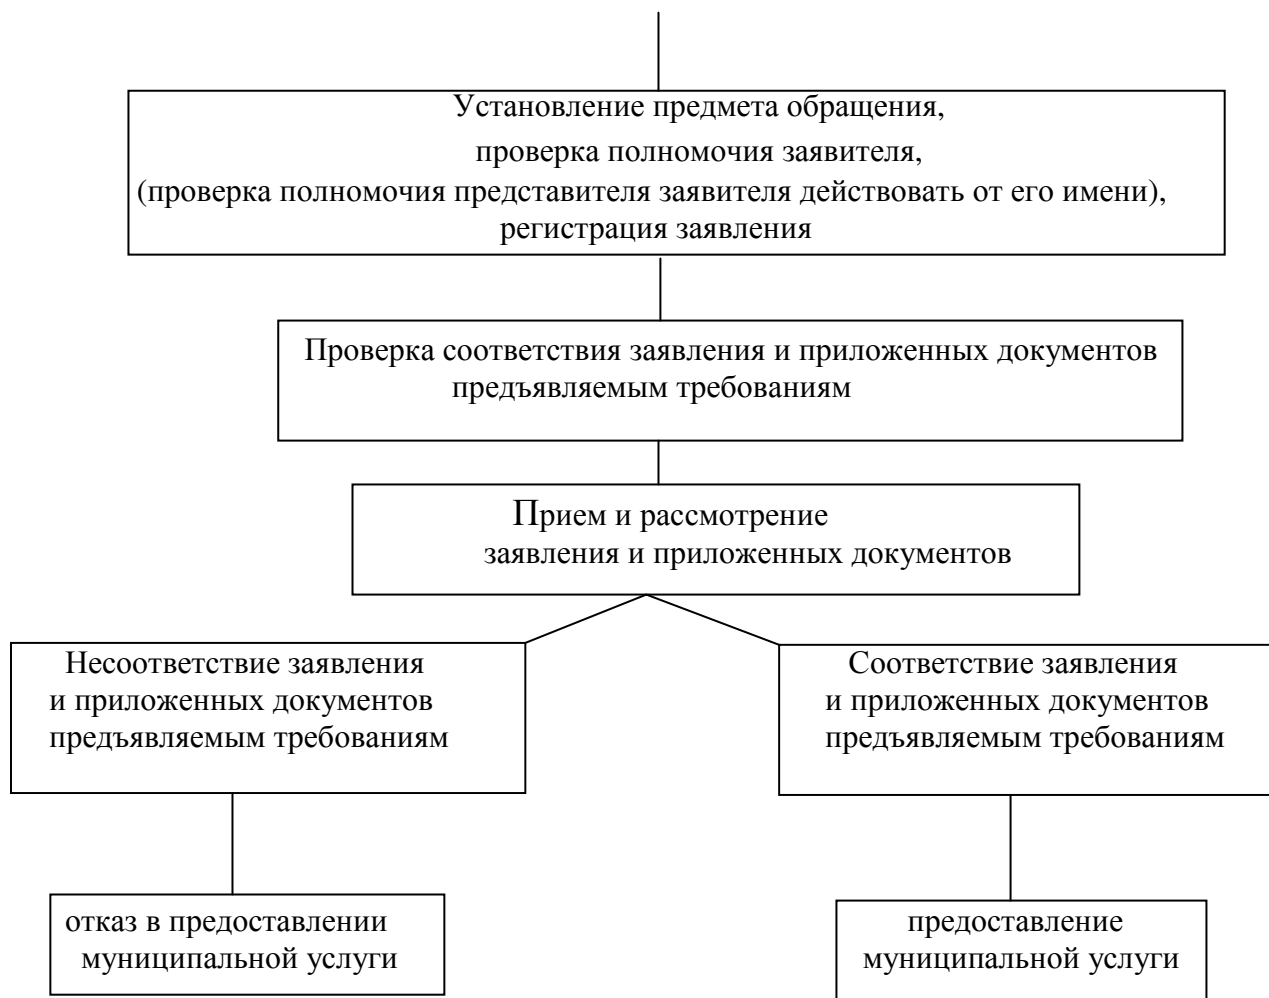 Установление предмета обращения,
проверка полномочия заявителя,
(проверка полномочия представителя заявителя действовать от его имени),
регистрация заявления
Проверка соответствия заявления и приложенных документов
предъявляемым требованиям
Прием и рассмотрение
заявления и приложенных документов
Несоответствие заявления
и приложенных документов
предъявляемым требованиям
Соответствие заявления
и приложенных документов
предъявляемым требованиям
отказ в предоставлении
муниципальной услуги
предоставление
муниципальной услуги